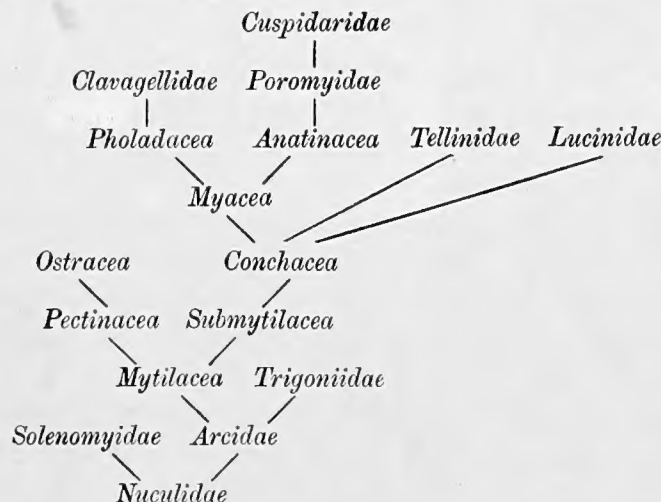 Cuspidaridae
Clavagellidae Poromyidae
Pholadacea Anatinacea Tellinidae Lucinidae
Myacea
Ostracea Conchacea
Pectinacea Submytilacea
Mytilacea Trigoniidae
Solenomyidae Arcidae
Nuculidae